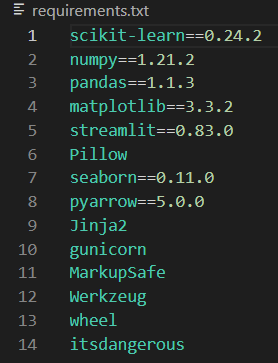 requirements.txt
1 scikit-learn==0.24.2
2 numpy==1.21.2
3 pandas==1.1.3
4 matplotlib==3.3.2
5 streamlit==0.83.0
6 Pillow
7 seaborn==0.11.0
8 pyarrow==5.0.0
9 Jinja2
10 gunicorn
11 MarkupSafe
12 Werkzeug
13 wheel
14 itsdangerous